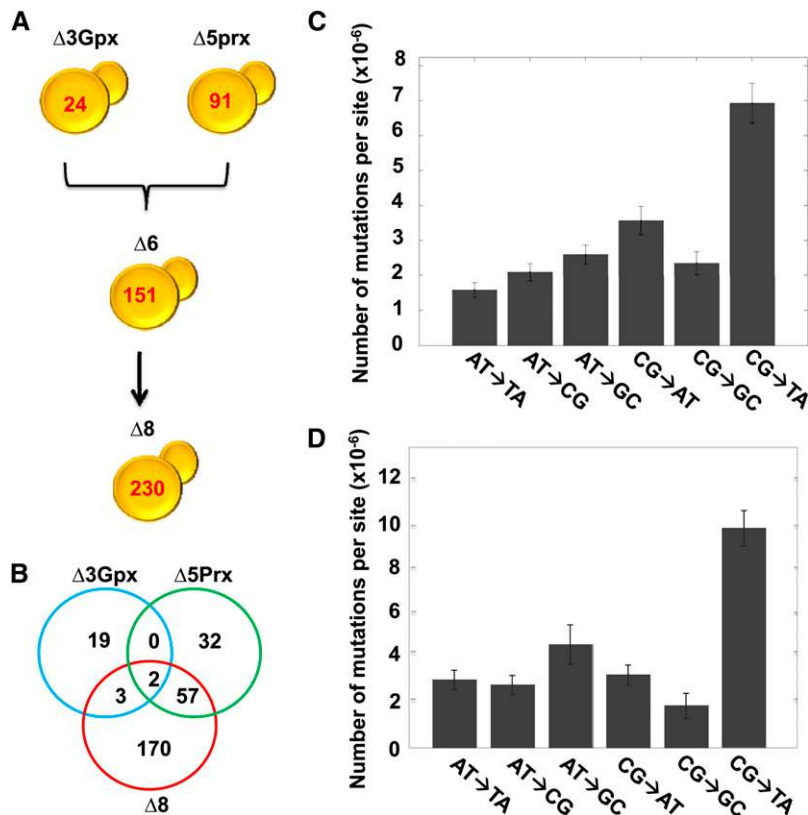 A
Δ3Gpx Δ5prx
24 91
Δ6
151
Δ8
230
B
Δ3Gpx Δ5Prx
19 0 32
2
3 57
170
Δ8
C
Number of mutations per site (x10⁻⁶)
8
7
6
5
4
3
2
1
0
AT→TA
AT→CG
AT→GC
CG→AT
CG→GC
CG→TA
D
Number of mutations per site (x10⁻⁶)
12
10
8
6
4
2
0
AT→TA
AT→CG
AT→GC
CG→AT
CG→GC
CG→TA